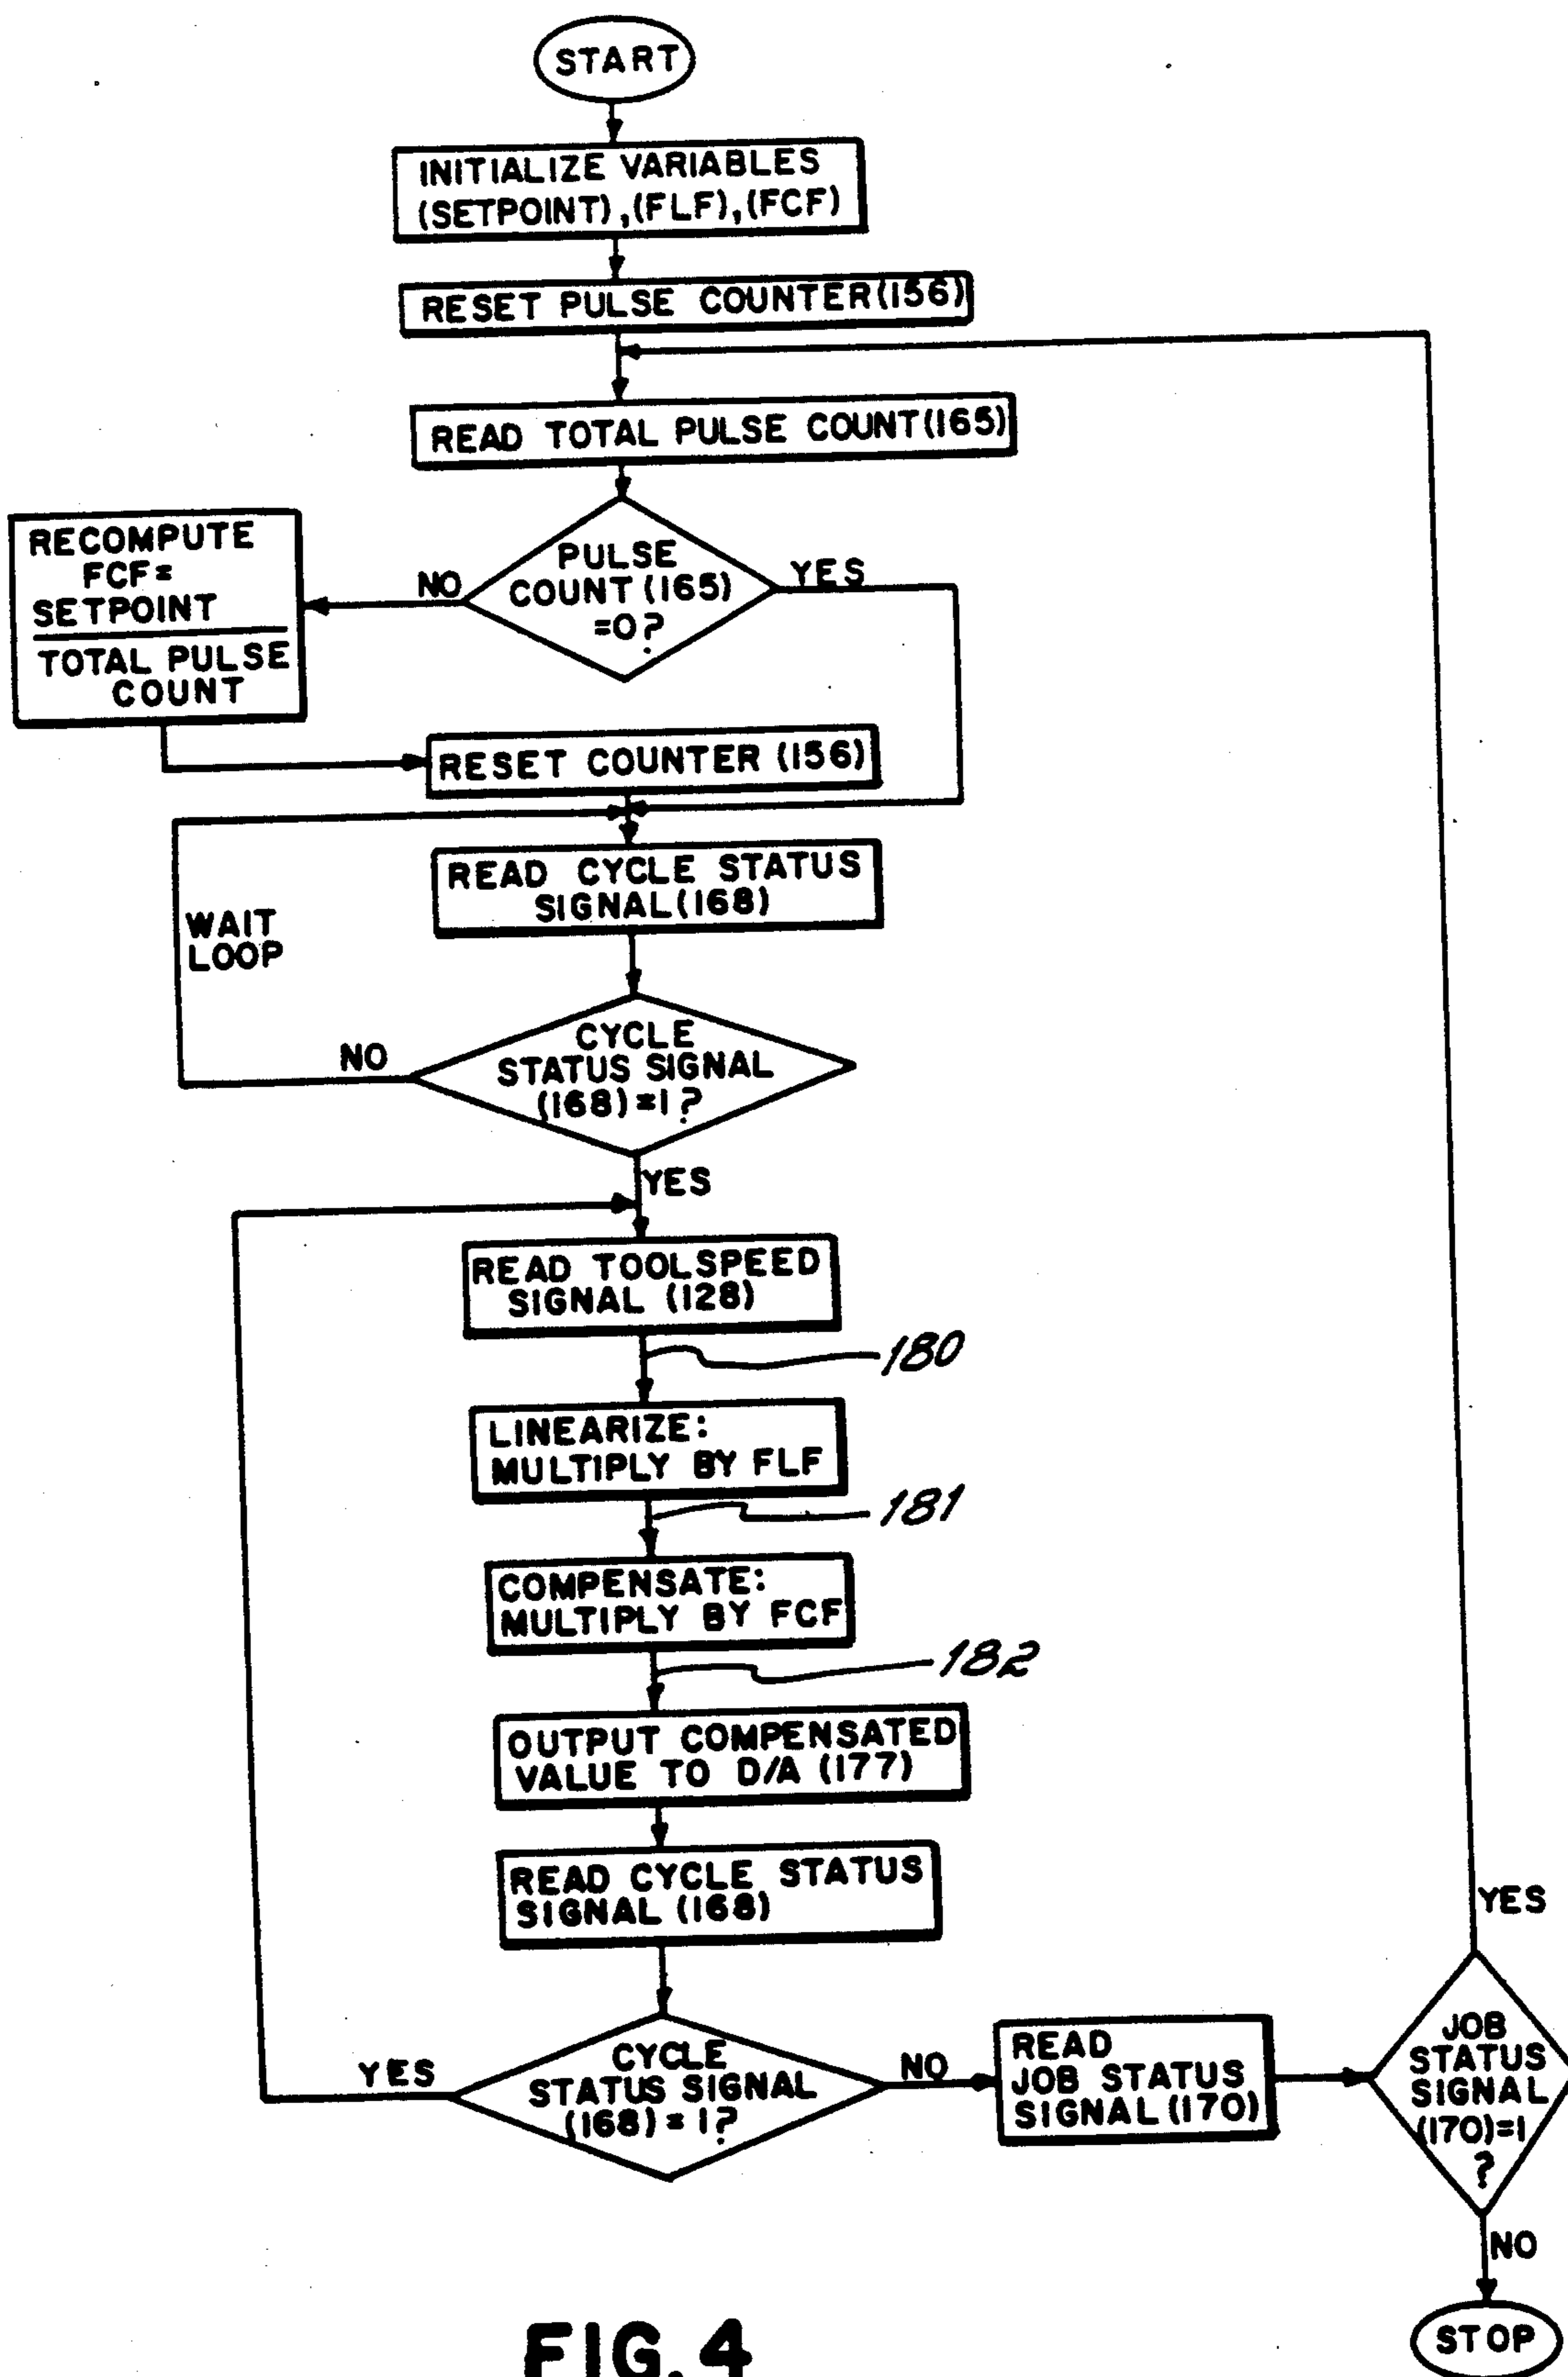 START
INITIALIZE VARIABLES
(SETPOINT),(FLF),(FCF)
RESET PULSE COUNTER(156)
READ TOTAL PULSE COUNT(165)
PULSE
COUNT(165)
=0?
NO
YES
RECOMPUTE
FCF=
SETPOINT
TOTAL PULSE
COUNT
RESET COUNTER (156)
READ CYCLE STATUS
SIGNAL(168)
WAIT
LOOP
CYCLE
STATUS SIGNAL
(168)=1?
NO
YES
READ TOOLSPEED
SIGNAL (128)
180
LINEARIZE:
MULTIPLY BY FLF
181
COMPENSATE:
MULTIPLY BY FCF
182
OUTPUT COMPENSATED
VALUE TO D/A (177)
READ CYCLE STATUS
SIGNAL (168)
CYCLE
STATUS SIGNAL
(168)=1?
YES
NO
READ
JOB STATUS
SIGNAL(170)
JOB
STATUS
SIGNAL
(170)=1
?
YES
NO
STOP
FIG. 4